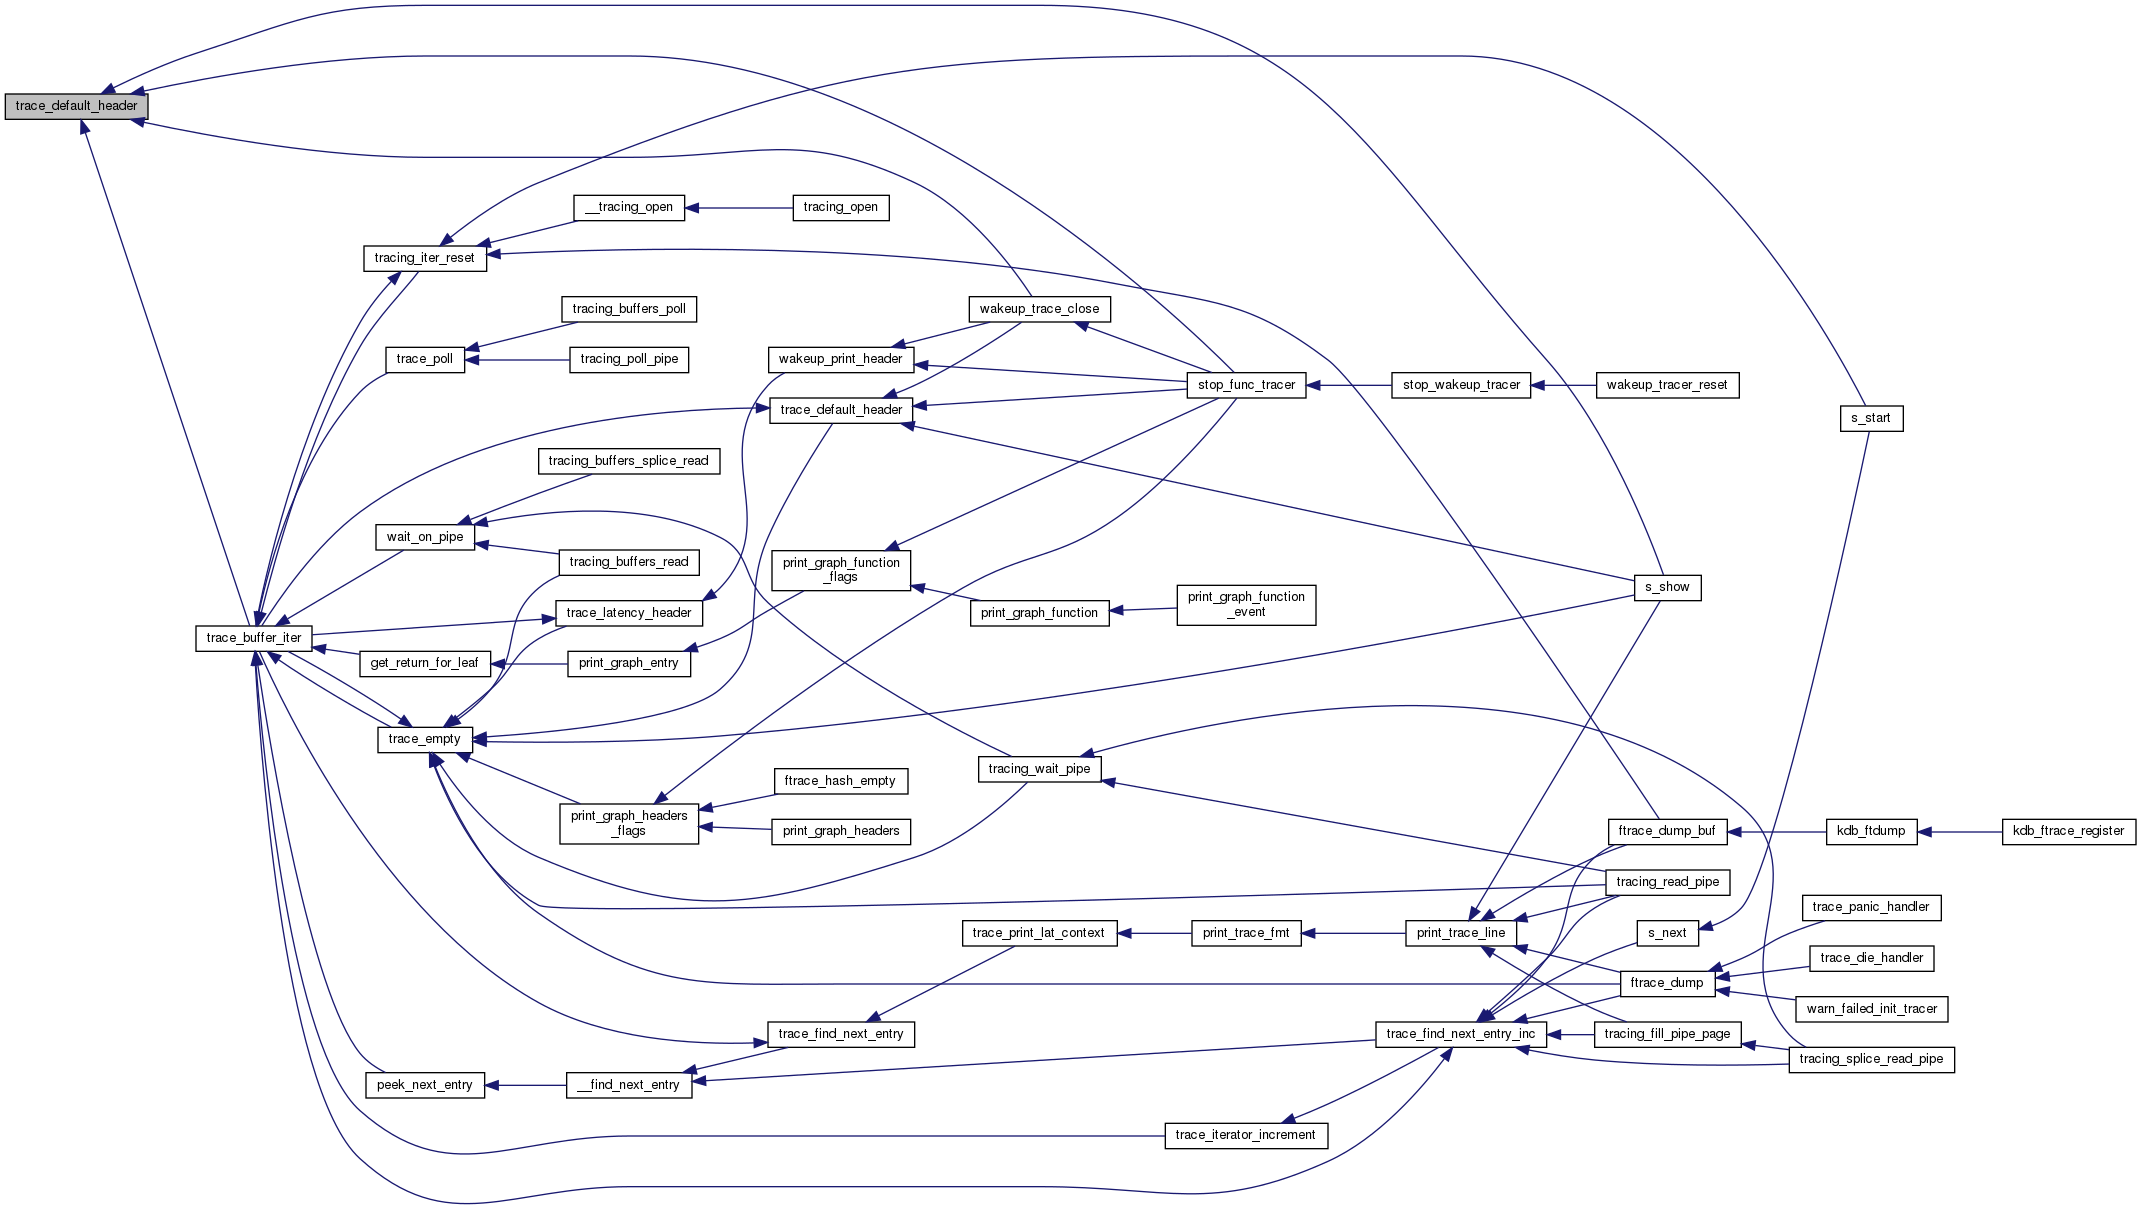 trace_default_header
__tracing_open
tracing_open
tracing_iter_reset
tracing_buffers_poll
wakeup_trace_close
trace_poll
tracing_poll_pipe
wakeup_print_header
stop_func_tracer
stop_wakeup_tracer
wakeup_tracer_reset
trace_default_header
s_start
tracing_buffers_splice_read
wait_on_pipe
tracing_buffers_read
print_graph_function
_flags
s_show
print_graph_function
print_graph_function
_event
trace_latency_header
trace_buffer_iter
get_return_for_leaf
print_graph_entry
trace_empty
tracing_wait_pipe
ftrace_hash_empty
print_graph_headers
_flags
print_graph_headers
ftrace_dump_buf
kdb_ftdump
kdb_ftrace_register
tracing_read_pipe
trace_panic_handler
trace_print_lat_context
print_trace_fmt
print_trace_line
s_next
trace_die_handler
ftrace_dump
warn_failed_init_tracer
trace_find_next_entry
trace_find_next_entry_inc
tracing_fill_pipe_page
tracing_splice_read_pipe
peek_next_entry
__find_next_entry
trace_iterator_increment